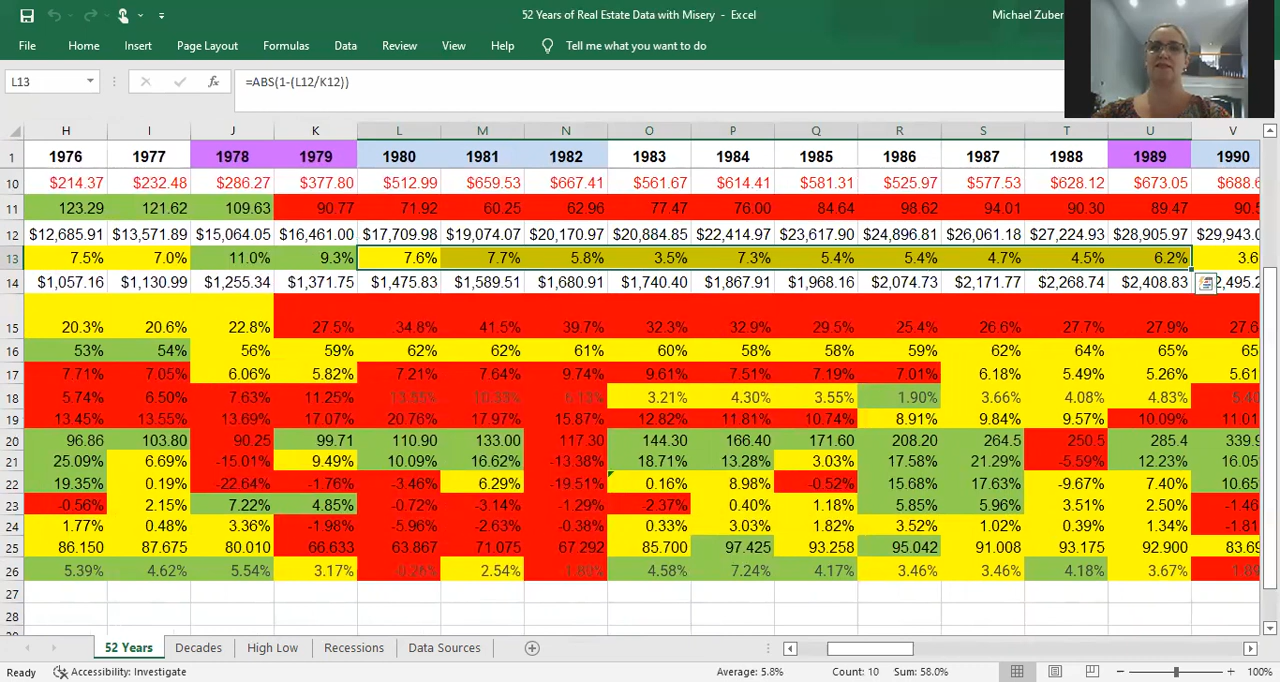 52 Years of Real Estate Data with Misery - Excel Michael Zuber
File Home Insert Page Layout Formulas Data Review View Help Tell me what you want to do
L13 fx =ABS(1-(L12/K12))
H I J K L M N O P Q R S T U V
1 1976 1977 1978 1979 1980 1981 1982 1983 1984 1985 1986 1987 1988 1989 1990
10 $214.37 $232.48 $286.27 $377.80 $512.99 $659.53 $667.41 $561.67 $614.41 $581.31 $525.97 $577.53 $628.12 $673.05 $688.6
11 123.29 121.62 109.63 90.77 71.92 60.25 62.96 77.47 76.00 84.64 98.62 94.01 90.30 89.47 90.5
12 $12,685.91 $13,571.89 $15,064.05 $16,461.00 $17,709.98 $19,074.07 $20,170.97 $20,884.85 $22,414.97 $23,617.90 $24,896.81 $26,061.18 $27,224.93 $28,905.97 $29,943.0
13 7.5% 7.0% 11.0% 9.3% 7.6% 7.7% 5.8% 3.5% 7.3% 5.4% 5.4% 4.7% 4.5% 6.2% 3.6
14 $1,057.16 $1,130.99 $1,255.34 $1,371.75 $1,475.83 $1,589.51 $1,680.91 $1,740.40 $1,867.91 $1,968.16 $2,074.73 $2,171.77 $2,268.74 $2,408.83 2,495.2
15 20.3% 20.6% 22.8% 27.5% 34.8% 41.5% 39.7% 32.3% 32.9% 29.5% 25.4% 26.6% 27.7% 27.9% 27.6
16 53% 54% 56% 59% 62% 62% 61% 60% 58% 58% 59% 62% 64% 65% 65
17 7.71% 7.05% 6.06% 5.82% 7.21% 7.64% 9.74% 9.61% 7.51% 7.19% 7.01% 6.18% 5.49% 5.26% 5.61
18 5.74% 6.50% 7.63% 11.25% 3.21% 4.30% 3.55% 1.90% 3.66% 4.08% 4.83% 5.40
19 13.45% 13.55% 13.69% 17.07% 20.76% 17.97% 15.87% 12.82% 11.81% 10.74% 8.91% 9.84% 9.57% 10.09% 11.01
20 96.86 103.80 90.25 99.71 110.90 133.00 117.30 144.30 166.40 171.60 208.20 264.5 250.5 285.4 339.9
21 25.09% 6.69% -15.01% 9.49% 10.09% 16.62% -13.38% 18.71% 13.28% 3.03% 17.58% 21.29% -5.59% 12.23% 16.05
22 19.35% 0.19% -22.64% -1.76% -3.46% 6.29% -19.51% 0.16% 8.98% -0.52% 15.68% 17.63% -9.67% 7.40% 10.65
23 -0.56% 2.15% 7.22% 4.85% -0.72% -3.14% -1.29% -2.37% 0.40% 1.18% 5.85% 5.96% 3.51% 2.50% -1.46
24 1.77% 0.48% 3.36% -1.98% -5.96% -2.63% -0.38% 0.33% 3.03% 1.82% 3.52% 1.02% 0.39% 1.34% -1.81
25 86.150 87.675 80.010 66.633 63.867 71.075 67.292 85.700 97.425 93.258 95.042 91.008 93.175 92.900 83.69
26 5.39% 4.62% 5.54% 3.17% 2.54% 4.58% 7.24% 4.17% 3.46% 3.46% 4.18% 3.67%
27
28
52 Years Decades High Low Recessions Data Sources
Ready Accessibility: Investigate Average: 5.8% Count: 10 Sum: 58.0% 100%